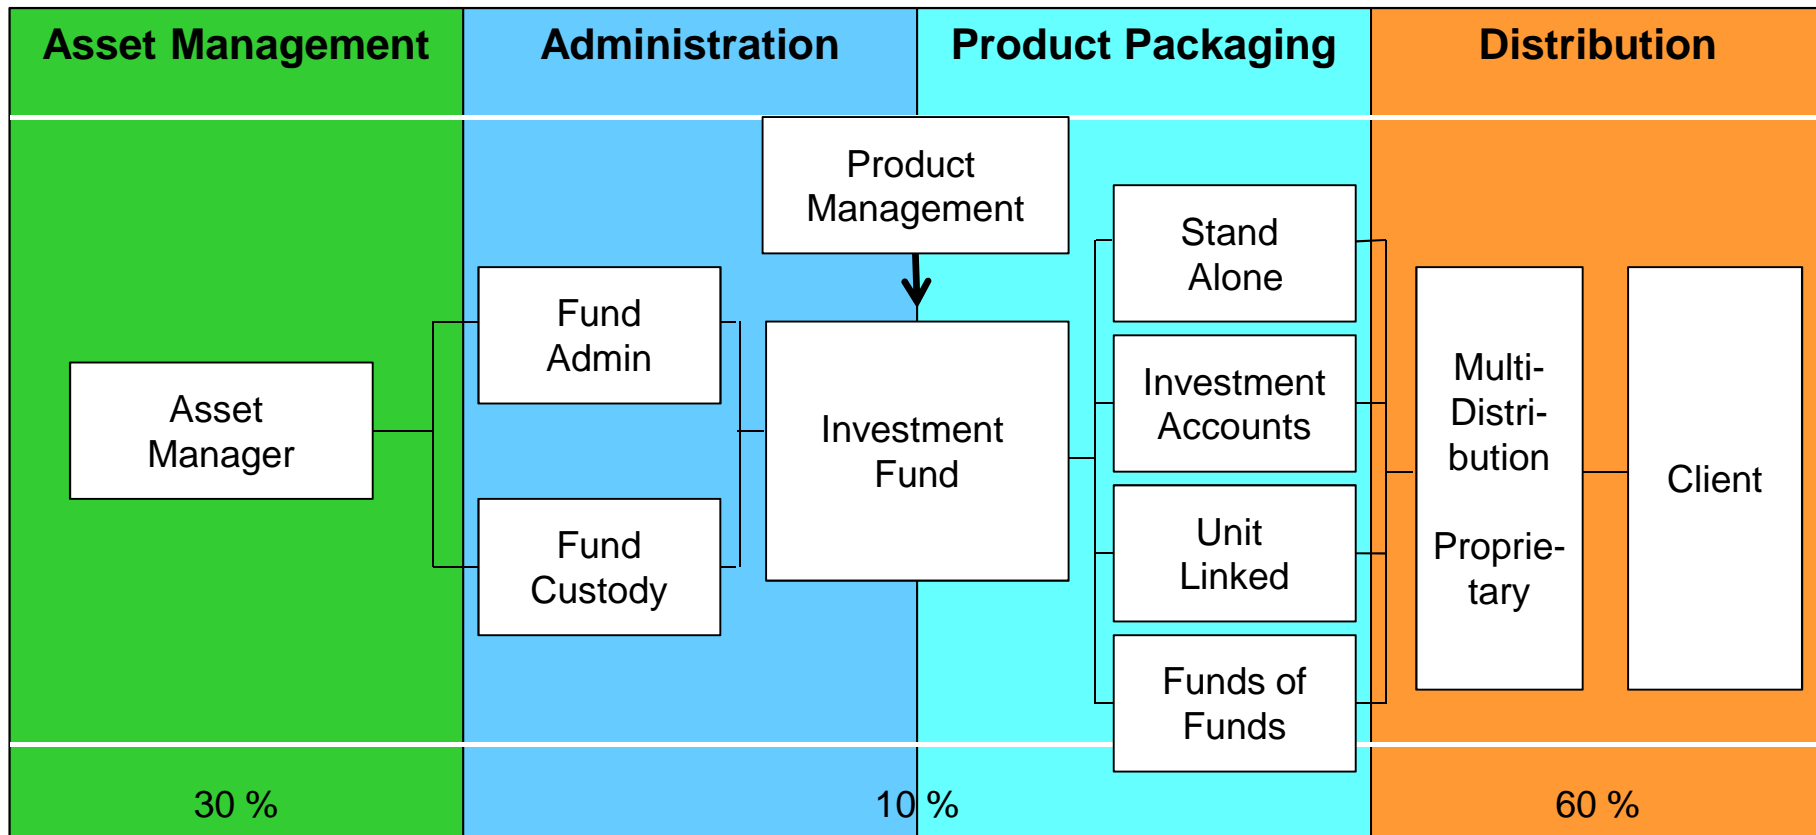 Asset Management
Administration
Product Packaging
Distribution
Product
Management
Stand
Alone
Fund
Admin
Investment
Accounts
Asset
Manager
Investment
Fund
Multi-
Distri-
bution
Proprie-
tary
Client
Fund
Custody
Unit
Linked
Funds of
Funds
30 %
10 %
60 %